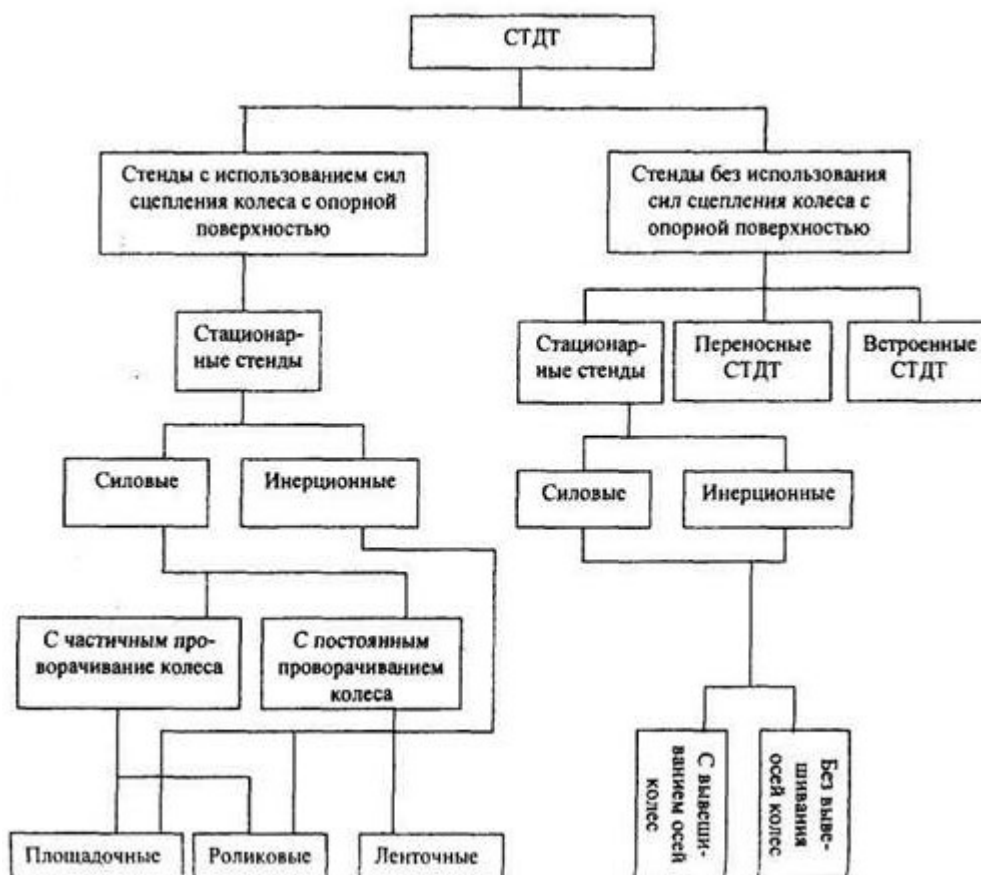 СТДТ
Стенды с использованием сил
сцепления колеса с опорной
поверхностью
Стенды без использования
сил сцепления колеса с
опорной поверхностью
Стационар-
ные стенды
Стационар-
ные стенды
Переносные
СТДТ
Встроенные
СТДТ
Силовые
Инерционные
Силовые
Инерционные
С частичным про-
ворачивание колеса
С постоянным
проворачиванием
колеса
С вывеши-
ванием осей
колес
Без выве-
шивания
осей колес
Площадочные
Роликовые
Ленточные